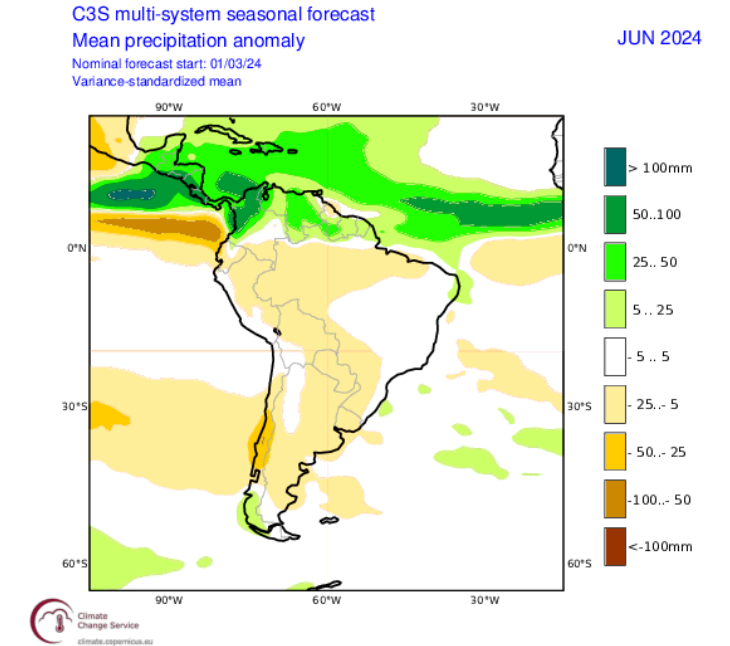 C3S multi-system seasonal forecast
Mean precipitation anomaly
JUN 2024
Nominal forecast start: 01/03/24
Variance-standardized mean
90°W 60°W 30°W
> 100mm
50..100
0°N 0°N
25.. 50
5 .. 25
- 5 .. 5
- 25..- 5
30°S 30°S
- 50..- 25
-100..- 50
<-100mm
60°S 60°S
90°W 60°W 30°W
Climate
Change Service
climate.copernicus.eu